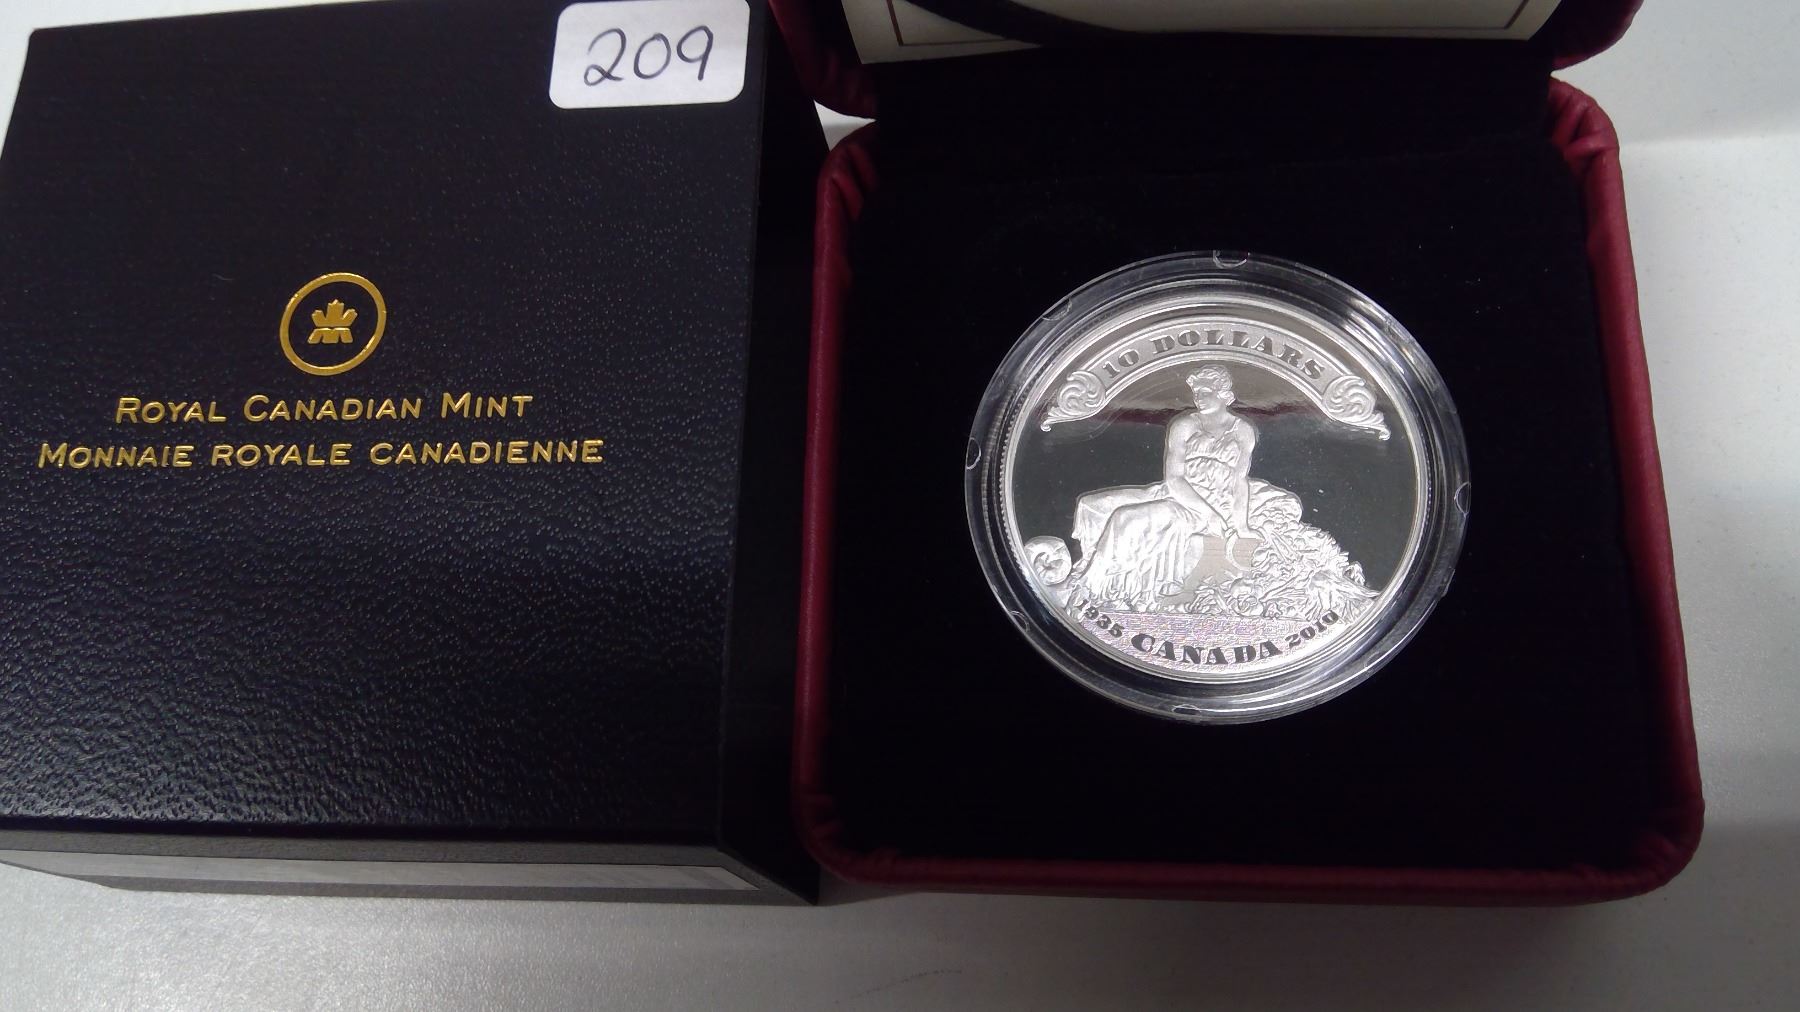 209
ROYAL CANADIAN MINT
MONNAIE ROYALE CANADIENNE
10 DOLLARS
1935 CANADA 2010